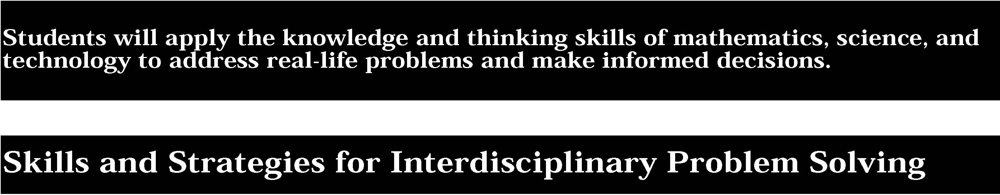 Students will apply the knowledge and thinking skills of mathematics, science, and
technology to address real-life problems and make informed decisions.
Skills and Strategies for Interdisciplinary Problem Solving